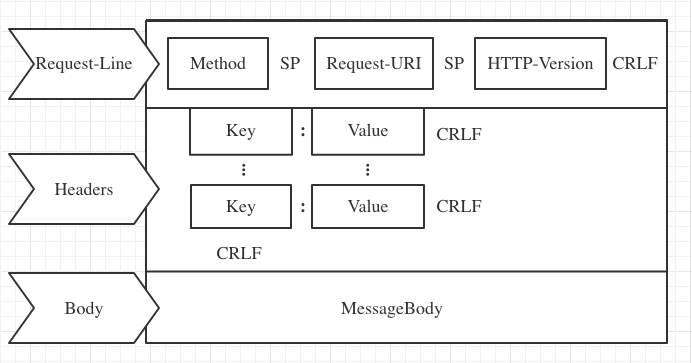 Request-Line Method SP Request-URI SP HTTP-Version CRLF
Key : Value CRLF
⋮ ⋮
Headers
Key : Value CRLF
CRLF
Body MessageBody